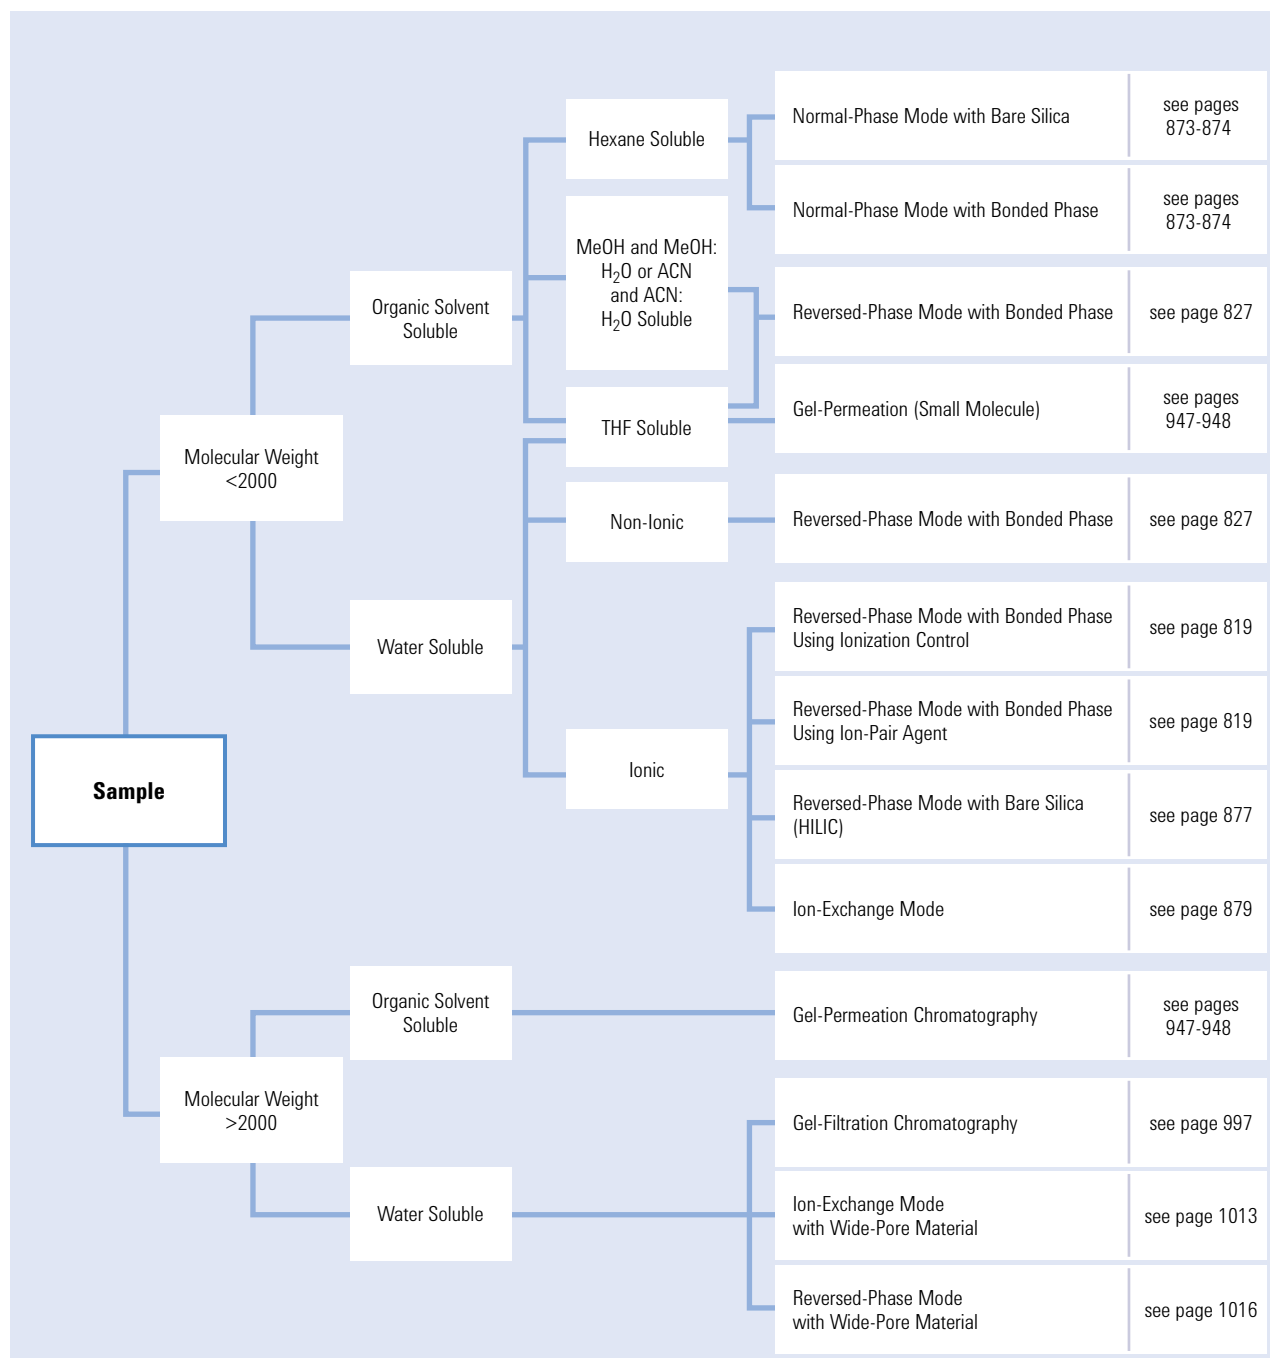 Sample
Molecular Weight
<2000
Organic Solvent
Soluble
Hexane Soluble
Normal-Phase Mode with Bare Silica
see pages
873-874
Normal-Phase Mode with Bonded Phase
see pages
873-874
MeOH and MeOH:
H₂O or ACN
and ACN:
H₂O Soluble
Reversed-Phase Mode with Bonded Phase
see page 827
THF Soluble
Gel-Permeation (Small Molecule)
see pages
947-948
Water Soluble
Non-Ionic
Reversed-Phase Mode with Bonded Phase
see page 827
Ionic
Reversed-Phase Mode with Bonded Phase
Using Ionization Control
see page 819
Reversed-Phase Mode with Bonded Phase
Using Ion-Pair Agent
see page 819
Reversed-Phase Mode with Bare Silica
(HILIC)
see page 877
Ion-Exchange Mode
see page 879
Molecular Weight
>2000
Organic Solvent
Soluble
Gel-Permeation Chromatography
see pages
947-948
Water Soluble
Gel-Filtration Chromatography
see page 997
Ion-Exchange Mode
with Wide-Pore Material
see page 1013
Reversed-Phase Mode
with Wide-Pore Material
see page 1016